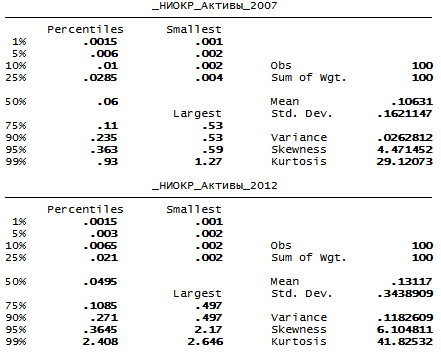 _НИОКР_Активы_2007
Percentiles Smallest
1% .0015 .001
5% .006 .002
10% .01 .002 Obs 100
25% .0285 .004 Sum of Wgt. 100
50% .06 Mean .10631
Largest Std. Dev. .1621147
75% .11 .53
90% .235 .53 Variance .0262812
95% .363 .59 Skewness 4.471452
99% .93 1.27 Kurtosis 29.12073
_НИОКР_Активы_2012
Percentiles Smallest
1% .0015 .001
5% .003 .002
10% .0065 .002 Obs 100
25% .021 .002 Sum of Wgt. 100
50% .0495 Mean .13117
Largest Std. Dev. .3438909
75% .1085 .497
90% .271 .497 Variance .1182609
95% .3645 2.17 Skewness 6.104811
99% 2.408 2.646 Kurtosis 41.82532